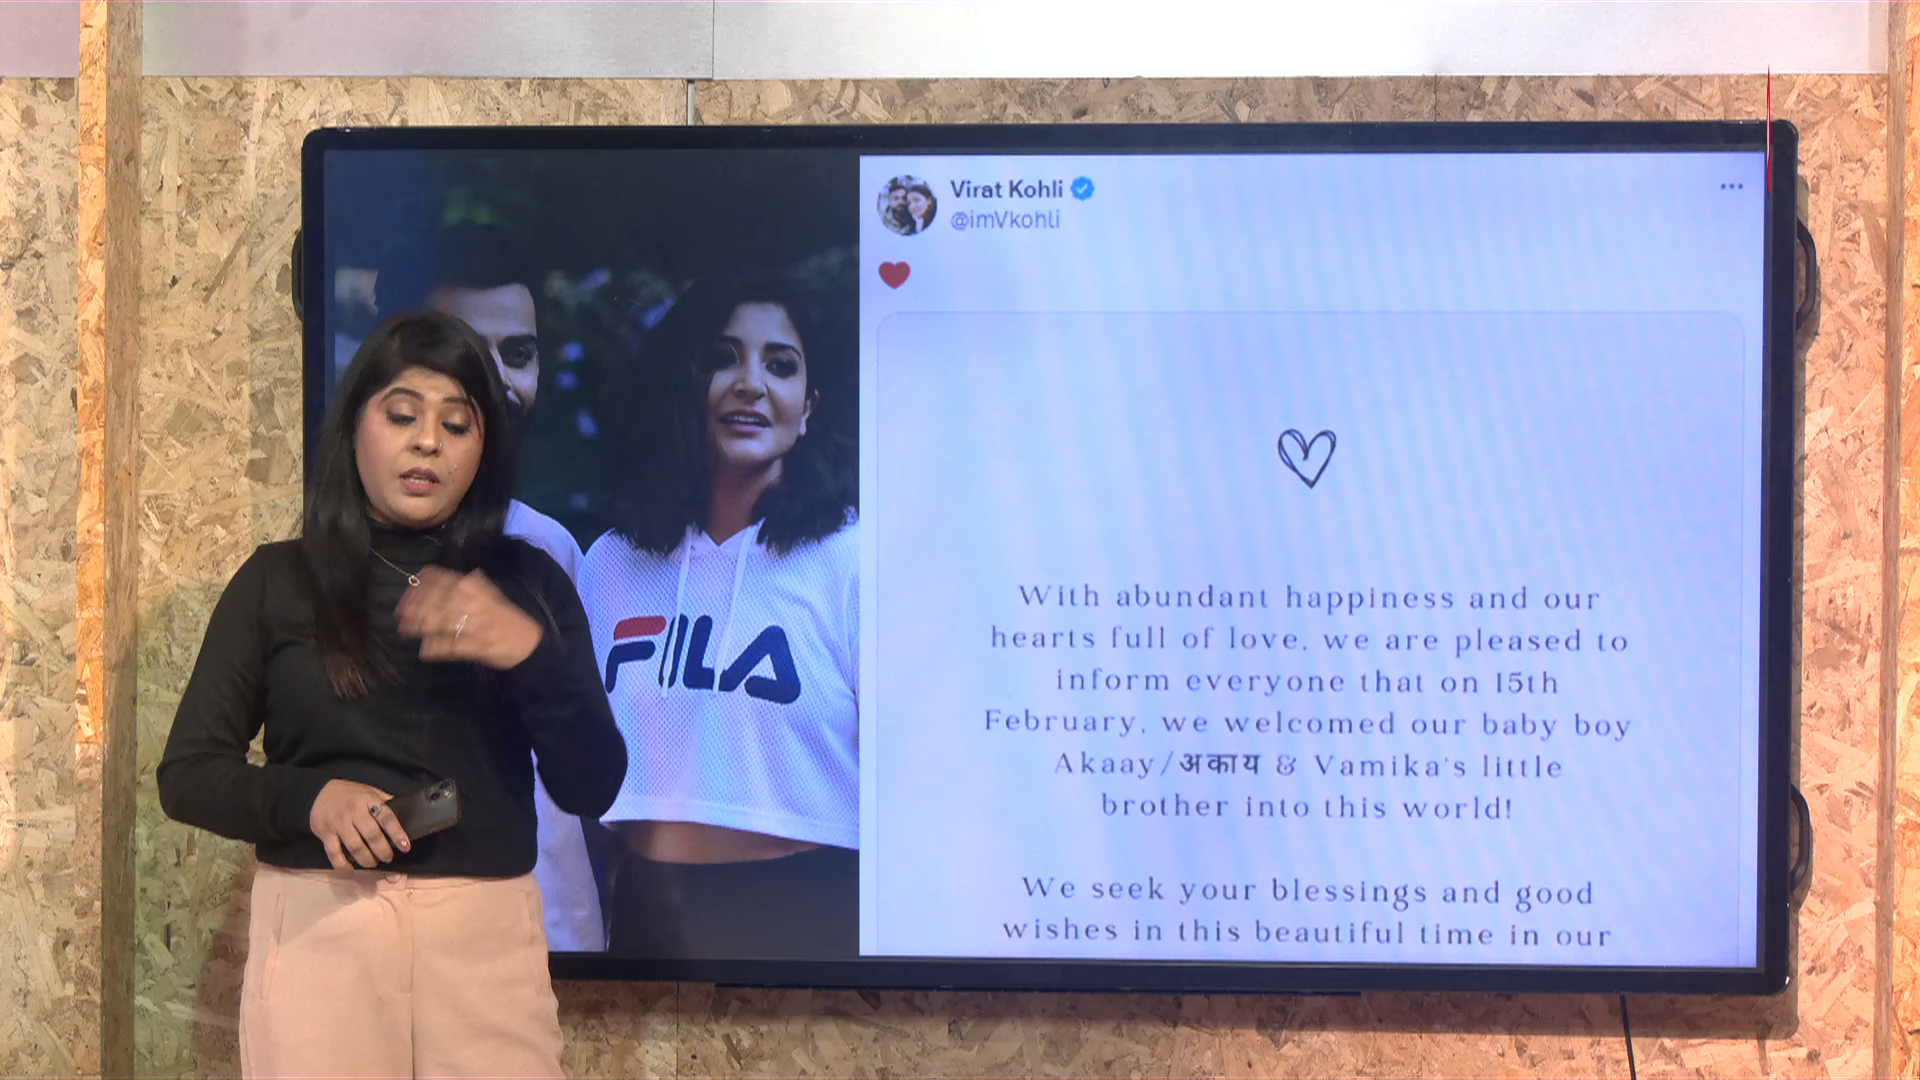 FILA
Virat Kohli
@imVkohli
With abundant happiness and our
hearts full of love, we are pleased to
inform everyone that on 15th
February, we welcomed our baby boy
Akaay/अकाय & Vamika's little
brother into this world!
We seek your blessings and good
wishes in this beautiful time in our